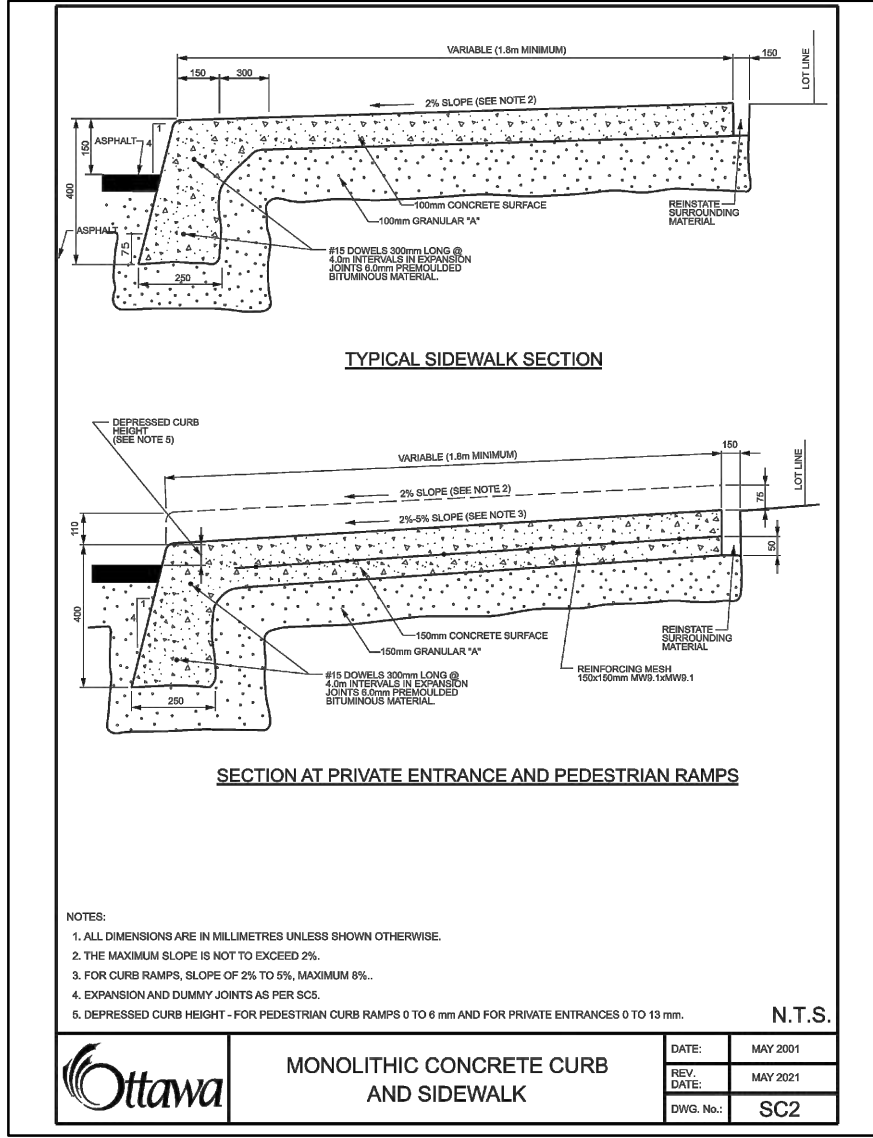 VARIABLE (1.8m MINIMUM)
150
LOT LINE
150
300
2% SLOPE (SEE NOTE 2)
1
4
ASPHALT
150
400
ASPHALT
75
250
100mm CONCRETE SURFACE
100mm GRANULAR "A"
REINSTATE
SURROUNDING
MATERIAL
#15 DOWELS 300mm LONG @
4.0m INTERVALS IN EXPANSION
JOINTS 6.0mm PREMOULDED
BITUMINOUS MATERIAL.
TYPICAL SIDEWALK SECTION
DEPRESSED CURB
HEIGHT
(SEE NOTE 5)
VARIABLE (1.8m MINIMUM)
150
LOT LINE
2% SLOPE (SEE NOTE 2)
75
2%-5% SLOPE (SEE NOTE 3)
110
50
400
1
4
250
150mm CONCRETE SURFACE
150mm GRANULAR "A"
REINSTATE
SURROUNDING
MATERIAL
#15 DOWELS 300mm LONG @
4.0m INTERVALS IN EXPANSION
JOINTS 6.0mm PREMOULDED
BITUMINOUS MATERIAL.
REINFORCING MESH
150x150mm MW9.1xMW9.1
SECTION AT PRIVATE ENTRANCE AND PEDESTRIAN RAMPS
NOTES:
1. ALL DIMENSIONS ARE IN MILLIMETRES UNLESS SHOWN OTHERWISE.
2. THE MAXIMUM SLOPE IS NOT TO EXCEED 2%.
3. FOR CURB RAMPS, SLOPE OF 2% TO 5%, MAXIMUM 8%..
4. EXPANSION AND DUMMY JOINTS AS PER SC5.
5. DEPRESSED CURB HEIGHT - FOR PEDESTRIAN CURB RAMPS 0 TO 6 mm AND FOR PRIVATE ENTRANCES 0 TO 13 mm.
N.T.S.
Ottawa
MONOLITHIC CONCRETE CURB
AND SIDEWALK
DATE:
MAY 2001
REV.
DATE:
MAY 2021
DWG. No.:
SC2